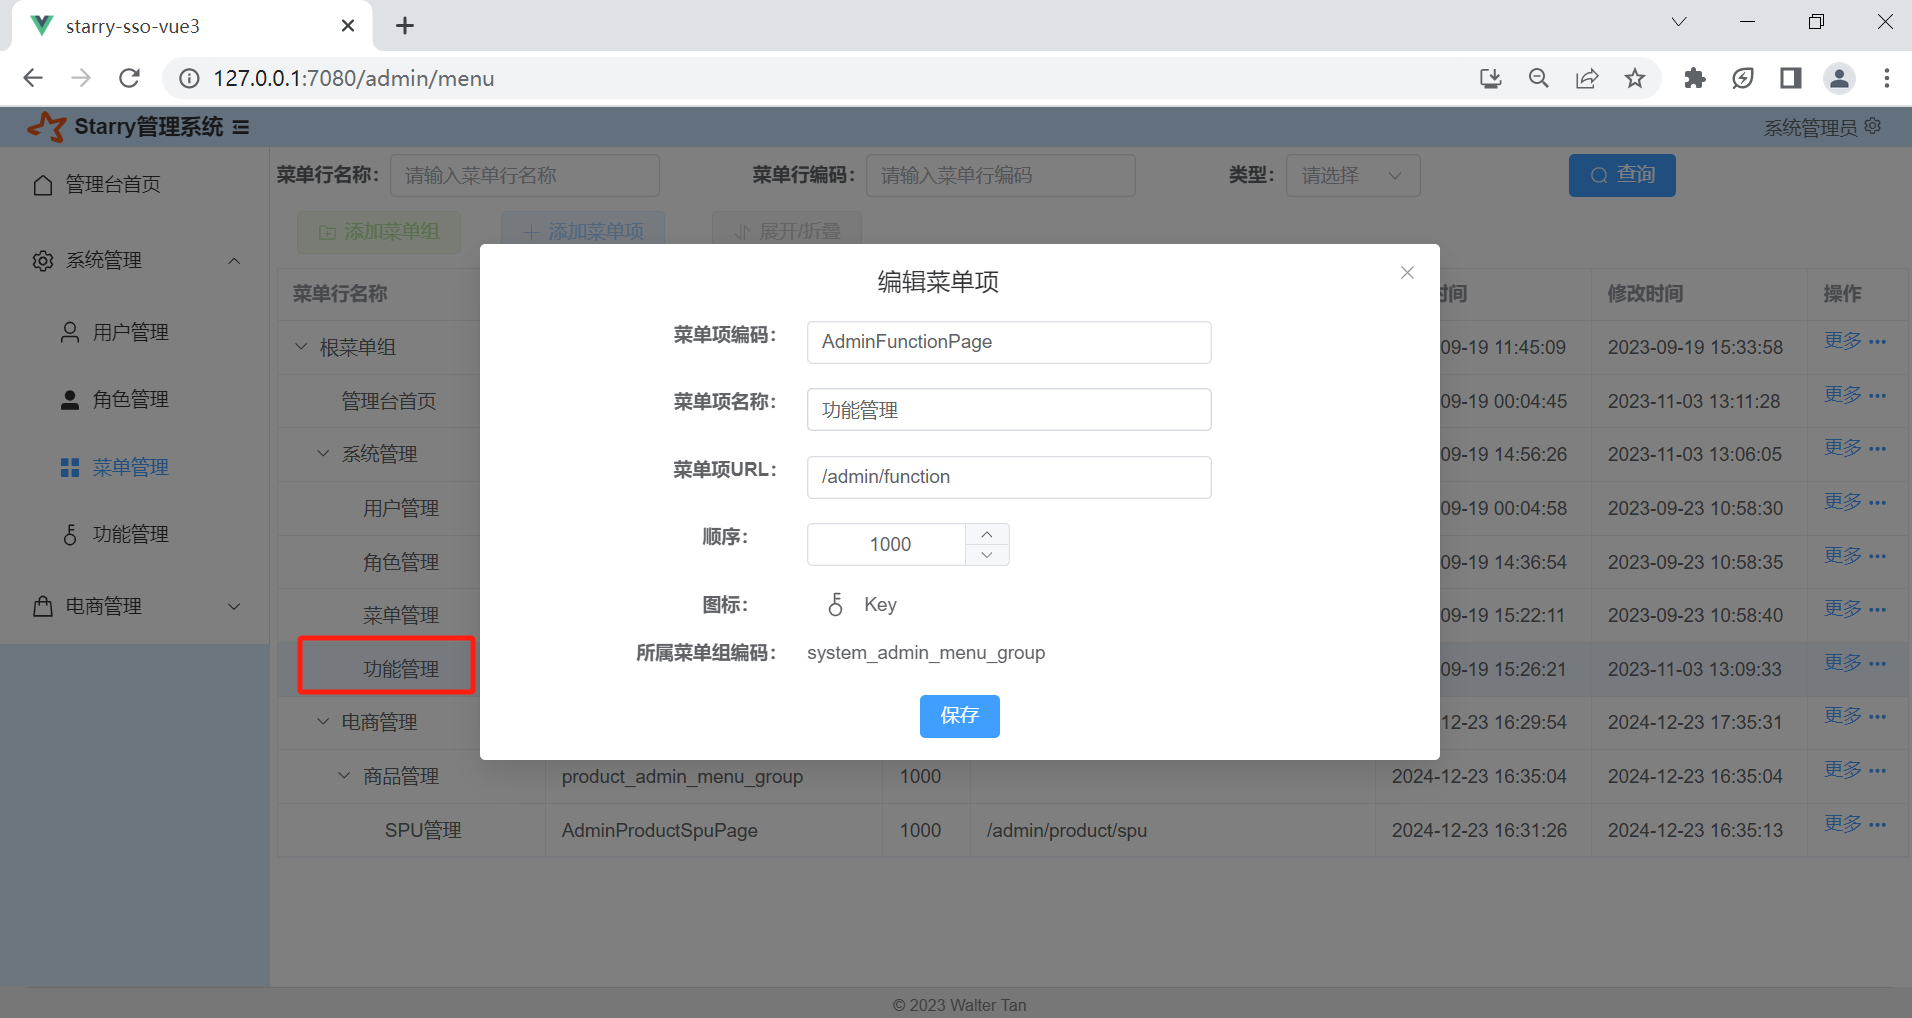 starry-sso-vue3
127.0.0.1:7080/admin/menu
Starry管理系统
系统管理员
管理台首页
系统管理
用户管理
角色管理
菜单管理
功能管理
电商管理
菜单行名称：
请输入菜单行名称
菜单行编码：
请输入菜单行编码
类型：
请选择
查询
添加菜单组
添加菜单项
展开/折叠
菜单行名称
时间
修改时间
操作
根菜单组
09-19 11:45:09
2023-09-19 15:33:58
更多
管理台首页
09-19 00:04:45
2023-11-03 13:11:28
更多
系统管理
09-19 14:56:26
2023-11-03 13:06:05
更多
用户管理
09-19 00:04:58
2023-09-23 10:58:30
更多
角色管理
09-19 14:36:54
2023-09-23 10:58:35
更多
菜单管理
09-19 15:22:11
2023-09-23 10:58:40
更多
功能管理
09-19 15:26:21
2023-11-03 13:09:33
更多
电商管理
12-23 16:29:54
2024-12-23 17:35:31
更多
商品管理
product_admin_menu_group
1000
2024-12-23 16:35:04
2024-12-23 16:35:04
更多
SPU管理
AdminProductSpuPage
1000
/admin/product/spu
2024-12-23 16:31:26
2024-12-23 16:35:13
更多
编辑菜单项
菜单项编码：
AdminFunctionPage
菜单项名称：
功能管理
菜单项URL：
/admin/function
顺序：
1000
图标：
Key
所属菜单组编码：
system_admin_menu_group
保存
© 2023 Walter Tan